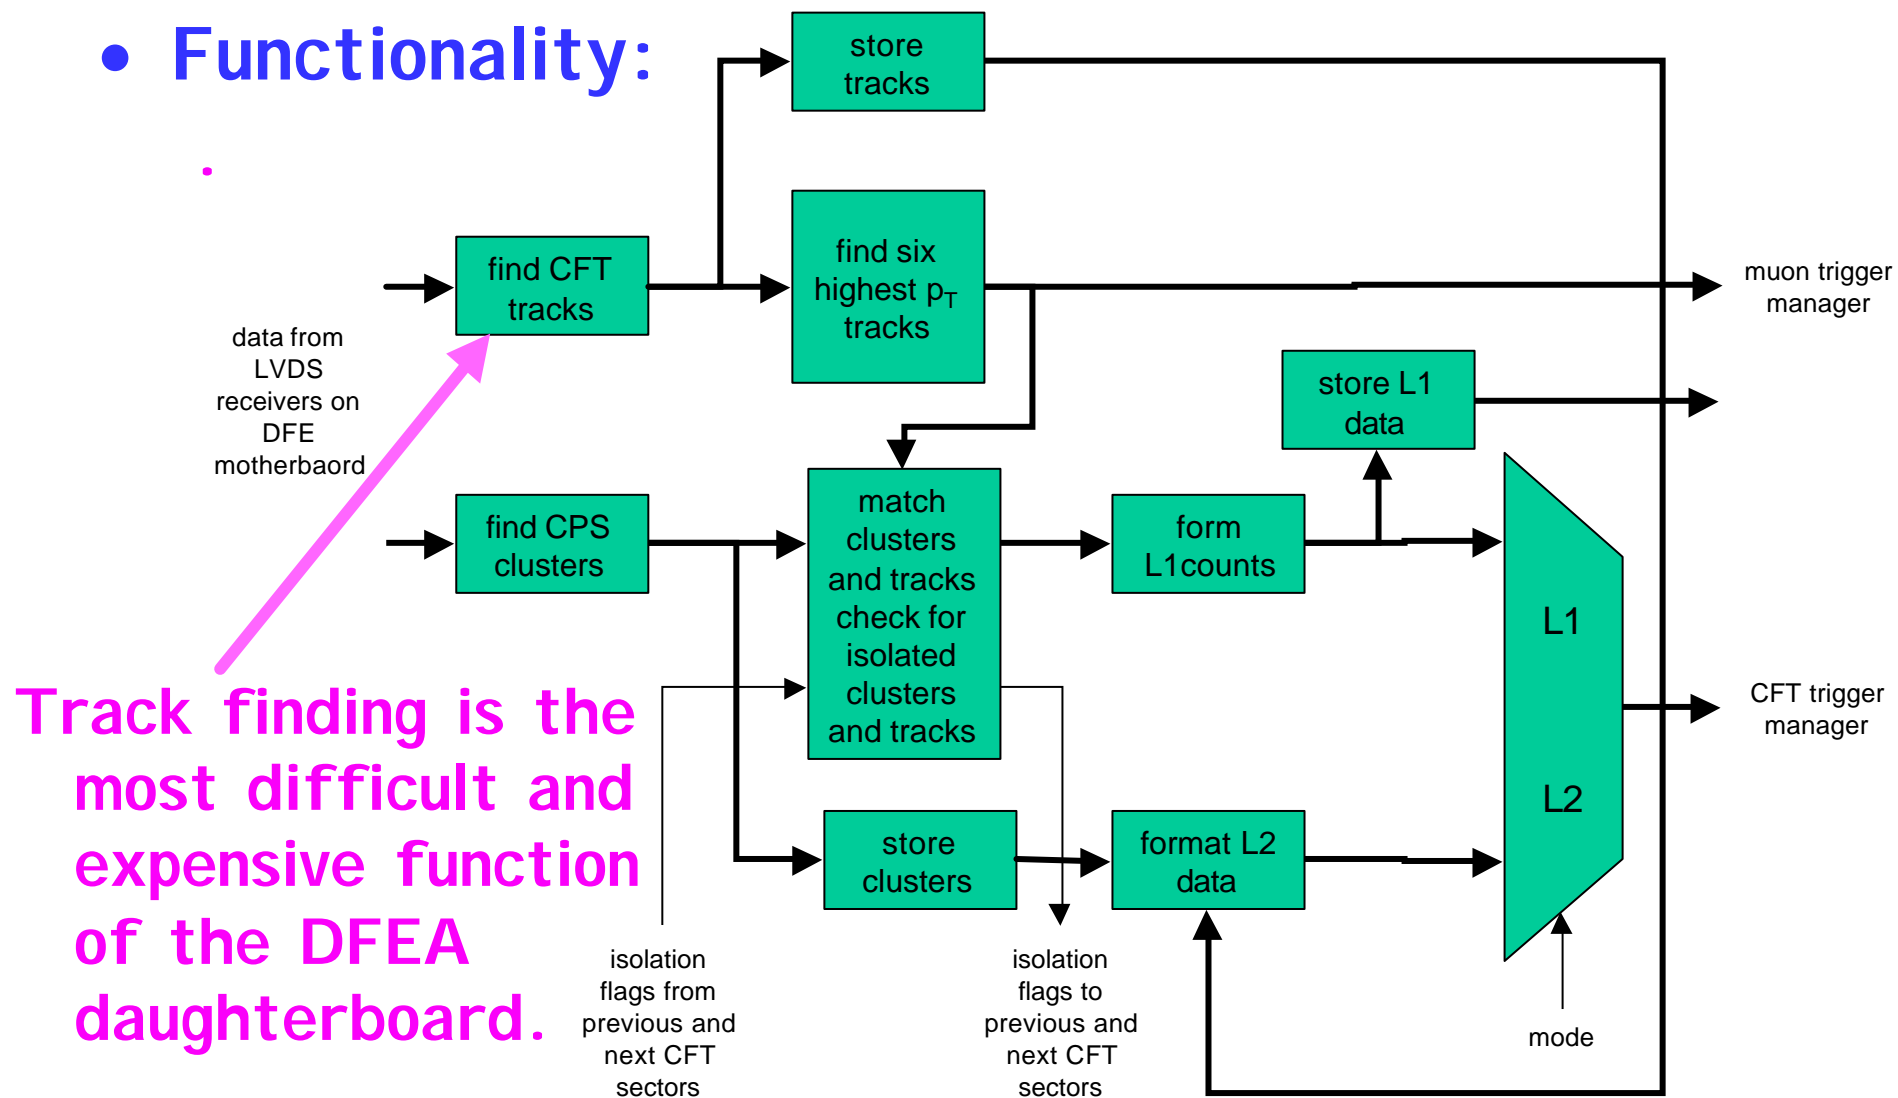 • Functionality:
.
store
tracks
find CFT
tracks
find six
highest pT
tracks
muon trigger
manager
data from
LVDS
receivers on
DFE
motherbaord
store L1
data
find CPS
clusters
match
clusters
and tracks
check for
isolated
clusters
and tracks
form
L1counts
L1
L2
CFT trigger
manager
Track finding is the
most difficult and
expensive function
of the DFEA
daughterboard.
store
clusters
format L2
data
isolation
flags from
previous and
next CFT
sectors
isolation
flags to
previous and
next CFT
sectors
mode